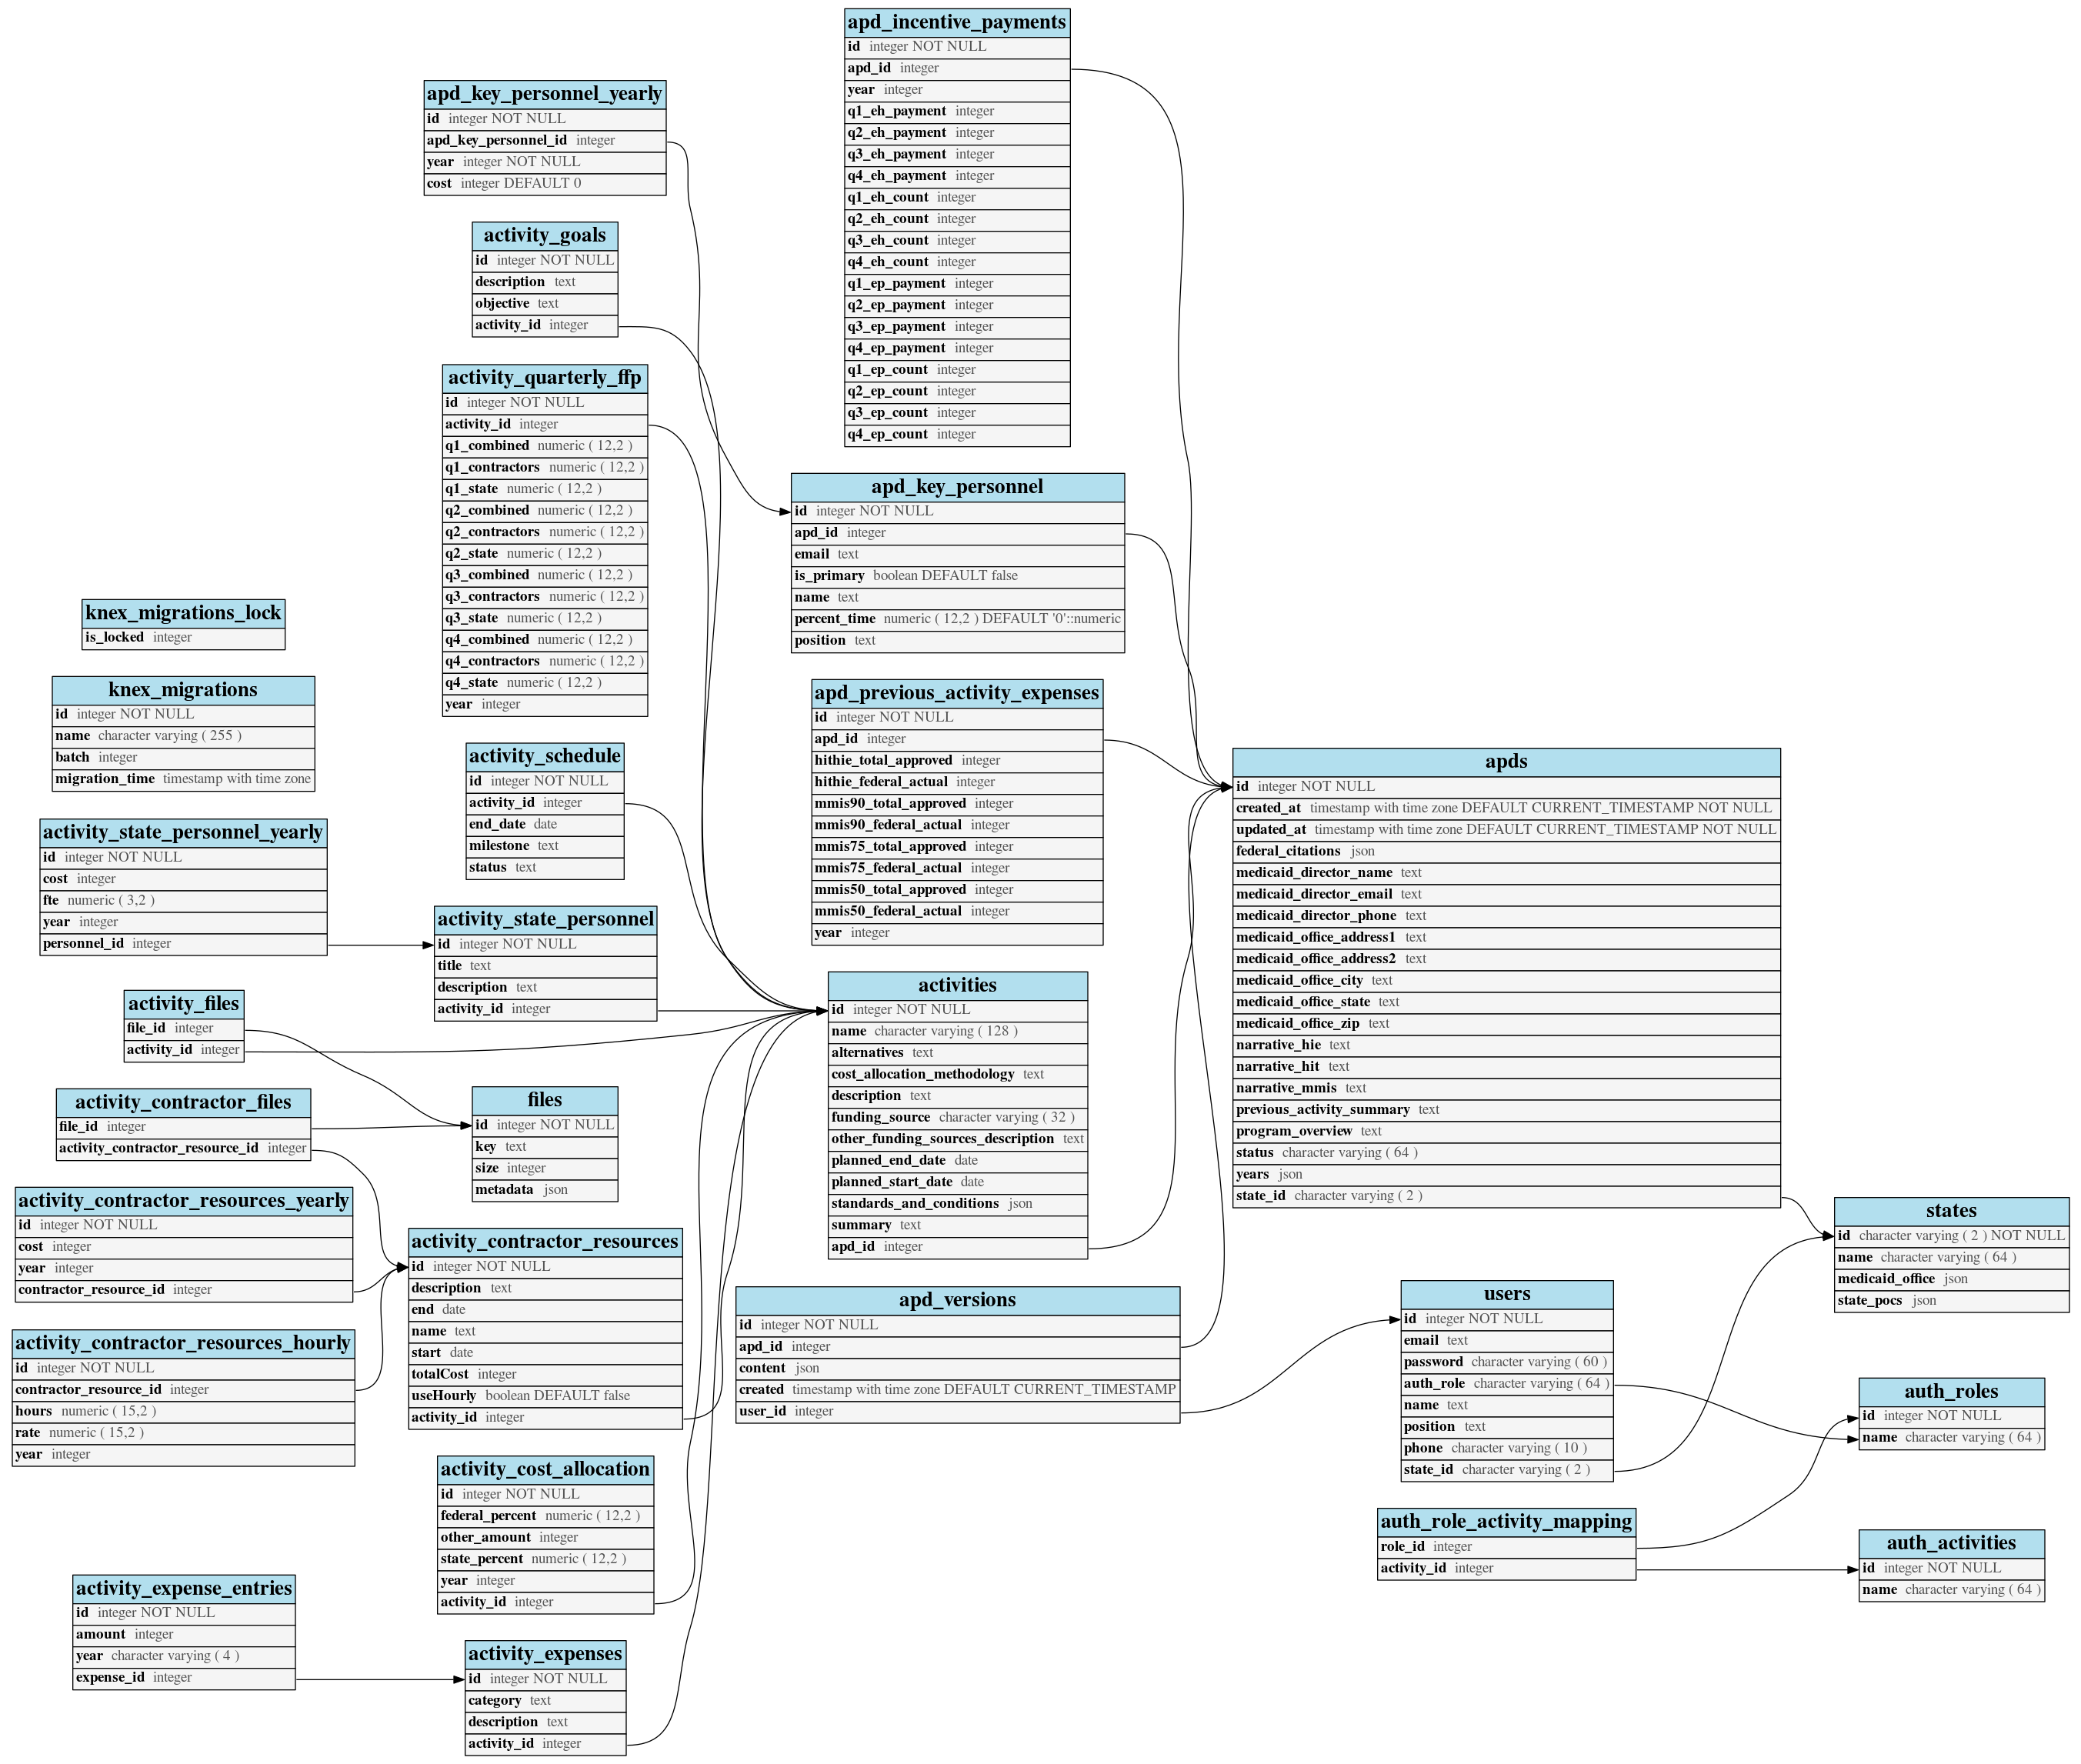 apd_incentive_payments
id integer NOT NULL
apd_id integer
year integer
q1_eh_payment integer
q2_eh_payment integer
q3_eh_payment integer
q4_eh_payment integer
q1_eh_count integer
q2_eh_count integer
q3_eh_count integer
q4_eh_count integer
q1_ep_payment integer
q2_ep_payment integer
q3_ep_payment integer
q4_ep_payment integer
q1_ep_count integer
q2_ep_count integer
q3_ep_count integer
q4_ep_count integer
apd_key_personnel_yearly
id integer NOT NULL
apd_key_personnel_id integer
year integer NOT NULL
cost integer DEFAULT 0
activity_goals
id integer NOT NULL
description text
objective text
activity_id integer
activity_quarterly_ffp
id integer NOT NULL
activity_id integer
q1_combined numeric ( 12,2 )
q1_contractors numeric ( 12,2 )
q1_state numeric ( 12,2 )
q2_combined numeric ( 12,2 )
q2_contractors numeric ( 12,2 )
q2_state numeric ( 12,2 )
q3_combined numeric ( 12,2 )
q3_contractors numeric ( 12,2 )
q3_state numeric ( 12,2 )
q4_combined numeric ( 12,2 )
q4_contractors numeric ( 12,2 )
q4_state numeric ( 12,2 )
year integer
apd_key_personnel
id integer NOT NULL
apd_id integer
email text
is_primary boolean DEFAULT false
name text
percent_time numeric ( 12,2 ) DEFAULT '0'::numeric
position text
knex_migrations_lock
is_locked integer
knex_migrations
id integer NOT NULL
name character varying ( 255 )
batch integer
migration_time timestamp with time zone
apd_previous_activity_expenses
id integer NOT NULL
apd_id integer
hithie_total_approved integer
hithie_federal_actual integer
mmis90_total_approved integer
mmis90_federal_actual integer
mmis75_total_approved integer
mmis75_federal_actual integer
mmis50_total_approved integer
mmis50_federal_actual integer
year integer
activity_schedule
id integer NOT NULL
activity_id integer
end_date date
milestone text
status text
apds
id integer NOT NULL
created_at timestamp with time zone DEFAULT CURRENT_TIMESTAMP NOT NULL
updated_at timestamp with time zone DEFAULT CURRENT_TIMESTAMP NOT NULL
federal_citations json
medicaid_director_name text
medicaid_director_email text
medicaid_director_phone text
medicaid_office_address1 text
medicaid_office_address2 text
medicaid_office_city text
medicaid_office_state text
medicaid_office_zip text
narrative_hie text
narrative_hit text
narrative_mmis text
previous_activity_summary text
program_overview text
status character varying ( 64 )
years json
state_id character varying ( 2 )
activity_state_personnel_yearly
id integer NOT NULL
cost integer
fte numeric ( 3,2 )
year integer
personnel_id integer
activity_state_personnel
id integer NOT NULL
title text
description text
activity_id integer
activities
id integer NOT NULL
name character varying ( 128 )
alternatives text
cost_allocation_methodology text
description text
funding_source character varying ( 32 )
other_funding_sources_description text
planned_end_date date
planned_start_date date
standards_and_conditions json
summary text
apd_id integer
activity_files
file_id integer
activity_id integer
activity_contractor_files
file_id integer
activity_contractor_resource_id integer
files
id integer NOT NULL
key text
size integer
metadata json
activity_contractor_resources_yearly
id integer NOT NULL
cost integer
year integer
contractor_resource_id integer
states
id character varying ( 2 ) NOT NULL
name character varying ( 64 )
medicaid_office json
state_pocs json
activity_contractor_resources
id integer NOT NULL
description text
end date
name text
start date
totalCost integer
useHourly boolean DEFAULT false
activity_id integer
users
id integer NOT NULL
email text
password character varying ( 60 )
auth_role character varying ( 64 )
name text
position text
phone character varying ( 10 )
state_id character varying ( 2 )
apd_versions
id integer NOT NULL
apd_id integer
content json
created timestamp with time zone DEFAULT CURRENT_TIMESTAMP
user_id integer
activity_contractor_resources_hourly
id integer NOT NULL
contractor_resource_id integer
hours numeric ( 15,2 )
rate numeric ( 15,2 )
year integer
auth_roles
id integer NOT NULL
name character varying ( 64 )
activity_cost_allocation
id integer NOT NULL
federal_percent numeric ( 12,2 )
other_amount integer
state_percent numeric ( 12,2 )
year integer
activity_id integer
auth_role_activity_mapping
role_id integer
activity_id integer
auth_activities
id integer NOT NULL
name character varying ( 64 )
activity_expense_entries
id integer NOT NULL
amount integer
year character varying ( 4 )
expense_id integer
activity_expenses
id integer NOT NULL
category text
description text
activity_id integer